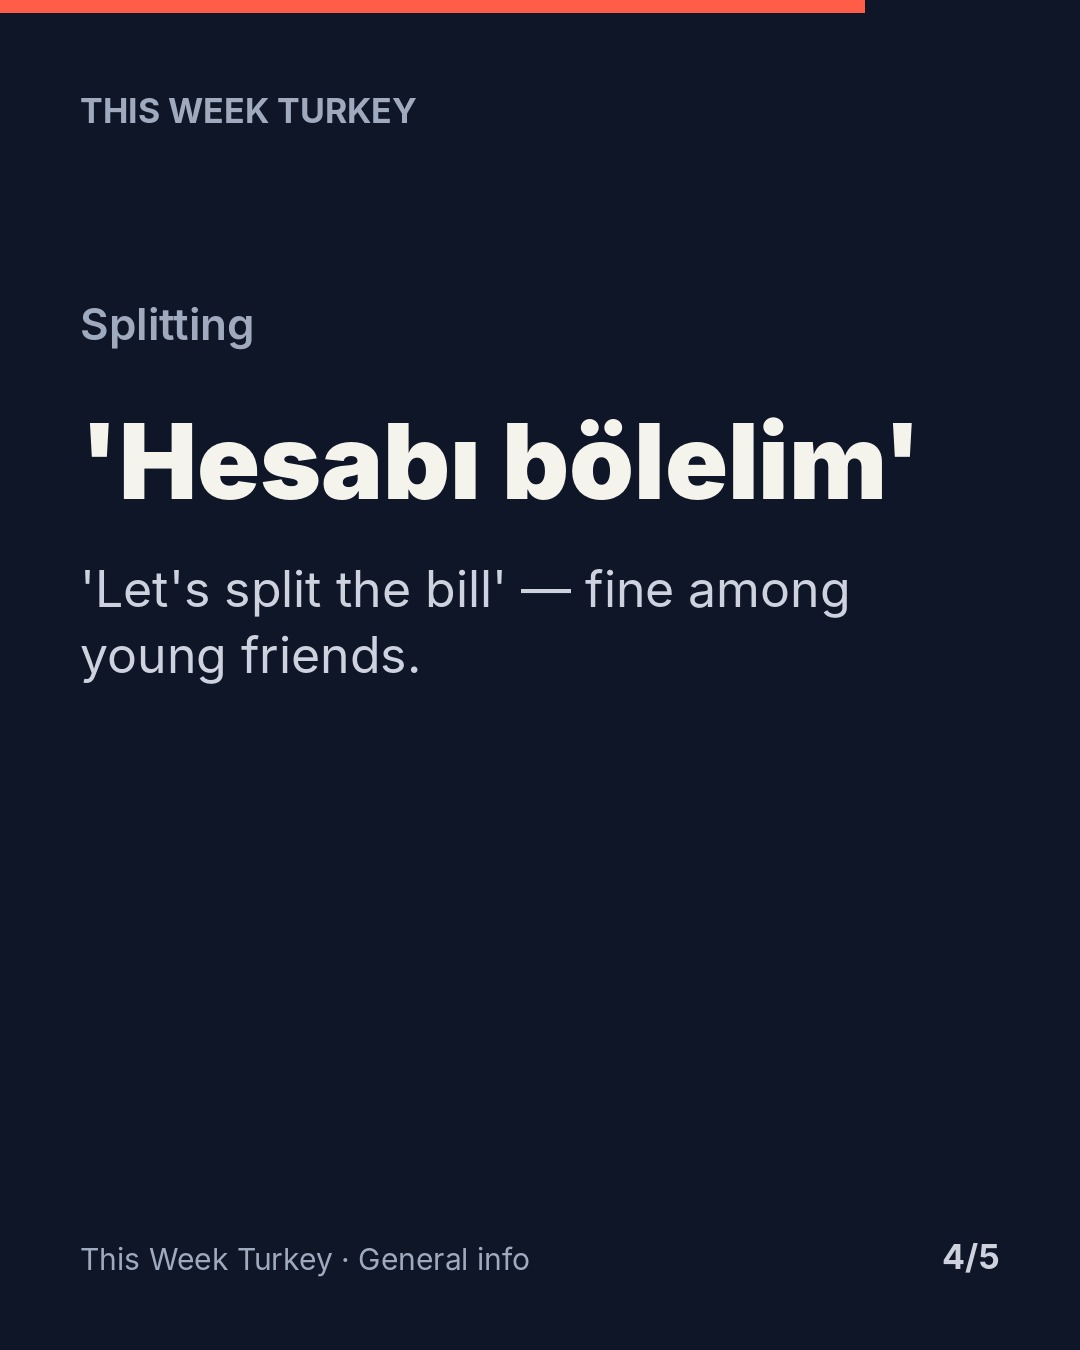 THIS WEEK TURKEY
Splitting
'Hesabı bölelim'
'Let's split the bill' — fine among
young friends.
This Week Turkey · General info
4/5